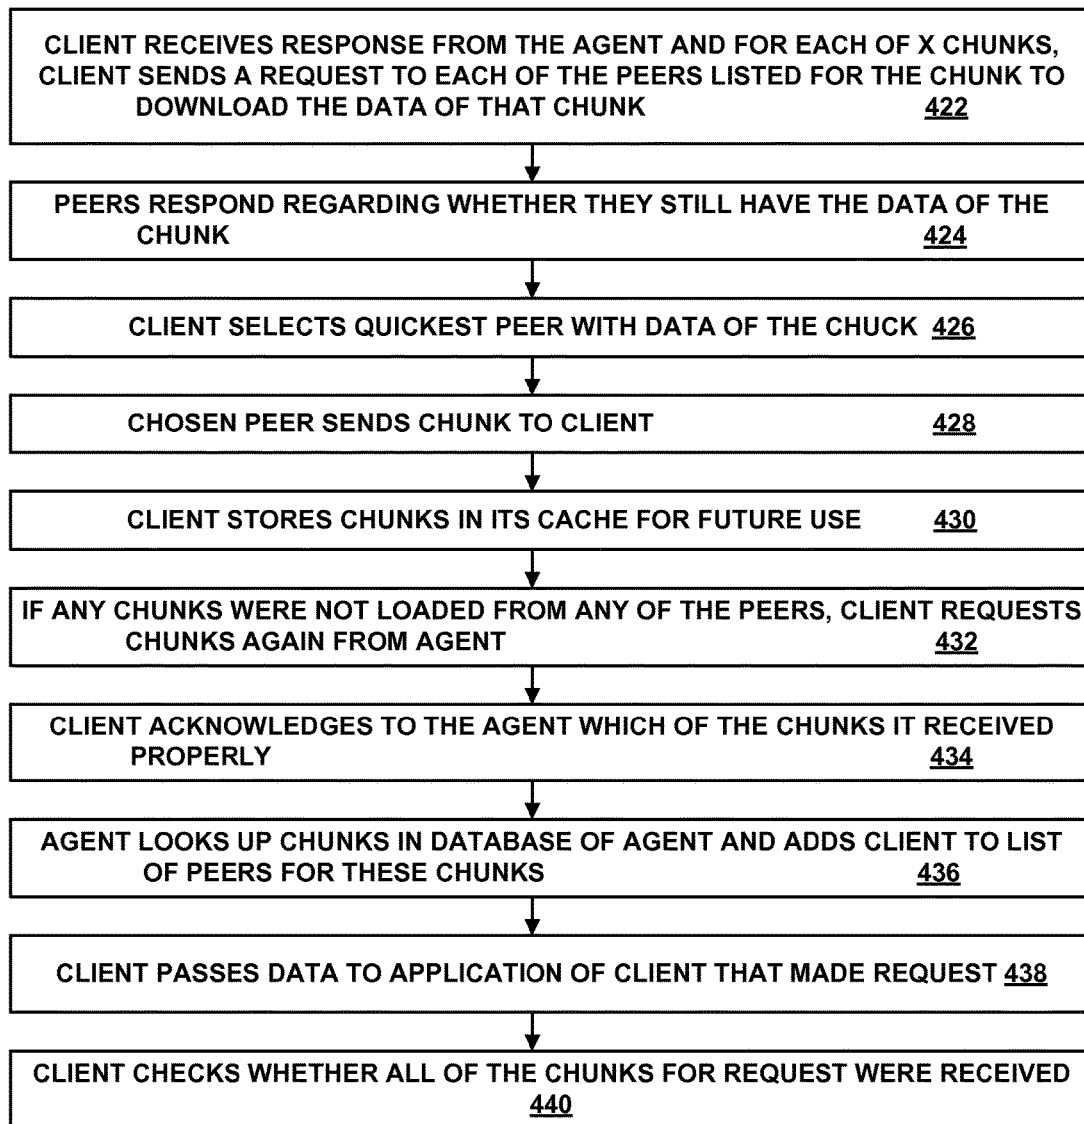 CLIENT RECEIVES RESPONSE FROM THE AGENT AND FOR EACH OF X CHUNKS,
CLIENT SENDS A REQUEST TO EACH OF THE PEERS LISTED FOR THE CHUNK TO
DOWNLOAD THE DATA OF THAT CHUNK 422
PEERS RESPOND REGARDING WHETHER THEY STILL HAVE THE DATA OF THE
CHUNK 424
CLIENT SELECTS QUICKEST PEER WITH DATA OF THE CHUCK 426
CHOSEN PEER SENDS CHUNK TO CLIENT 428
CLIENT STORES CHUNKS IN ITS CACHE FOR FUTURE USE 430
IF ANY CHUNKS WERE NOT LOADED FROM ANY OF THE PEERS, CLIENT REQUESTS
CHUNKS AGAIN FROM AGENT 432
CLIENT ACKNOWLEDGES TO THE AGENT WHICH OF THE CHUNKS IT RECEIVED
PROPERLY 434
AGENT LOOKS UP CHUNKS IN DATABASE OF AGENT AND ADDS CLIENT TO LIST
OF PEERS FOR THESE CHUNKS 436
CLIENT PASSES DATA TO APPLICATION OF CLIENT THAT MADE REQUEST 438
CLIENT CHECKS WHETHER ALL OF THE CHUNKS FOR REQUEST WERE RECEIVED
440